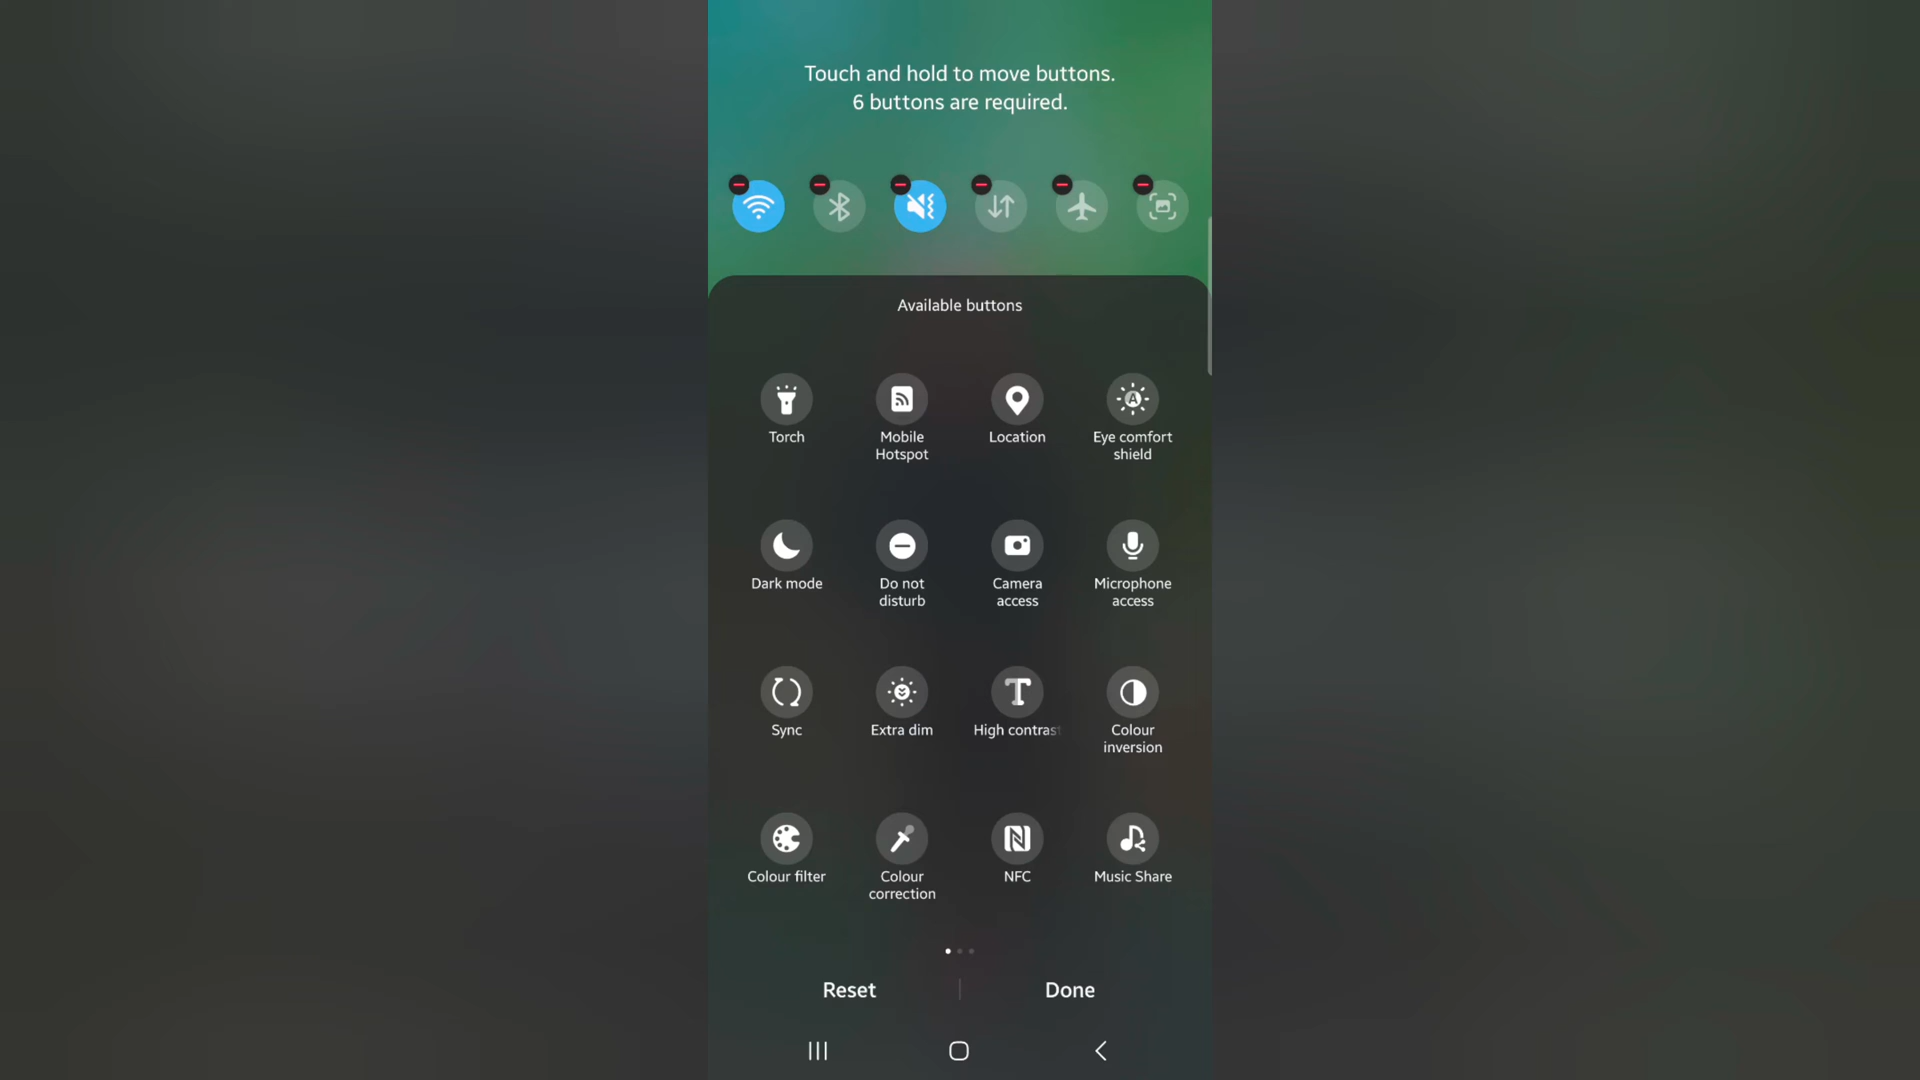 Touch and hold to move buttons.
6 buttons are required.
Available buttons
Torch
Mobile
Hotspot
Location
Eye comfort
shield
Dark mode
Do not
disturb
Camera
access
Microphone
access
Sync
Extra dim
High contras
Colour
inversion
Colour filter
Colour
correction
NFC
Music Share
Reset
Done